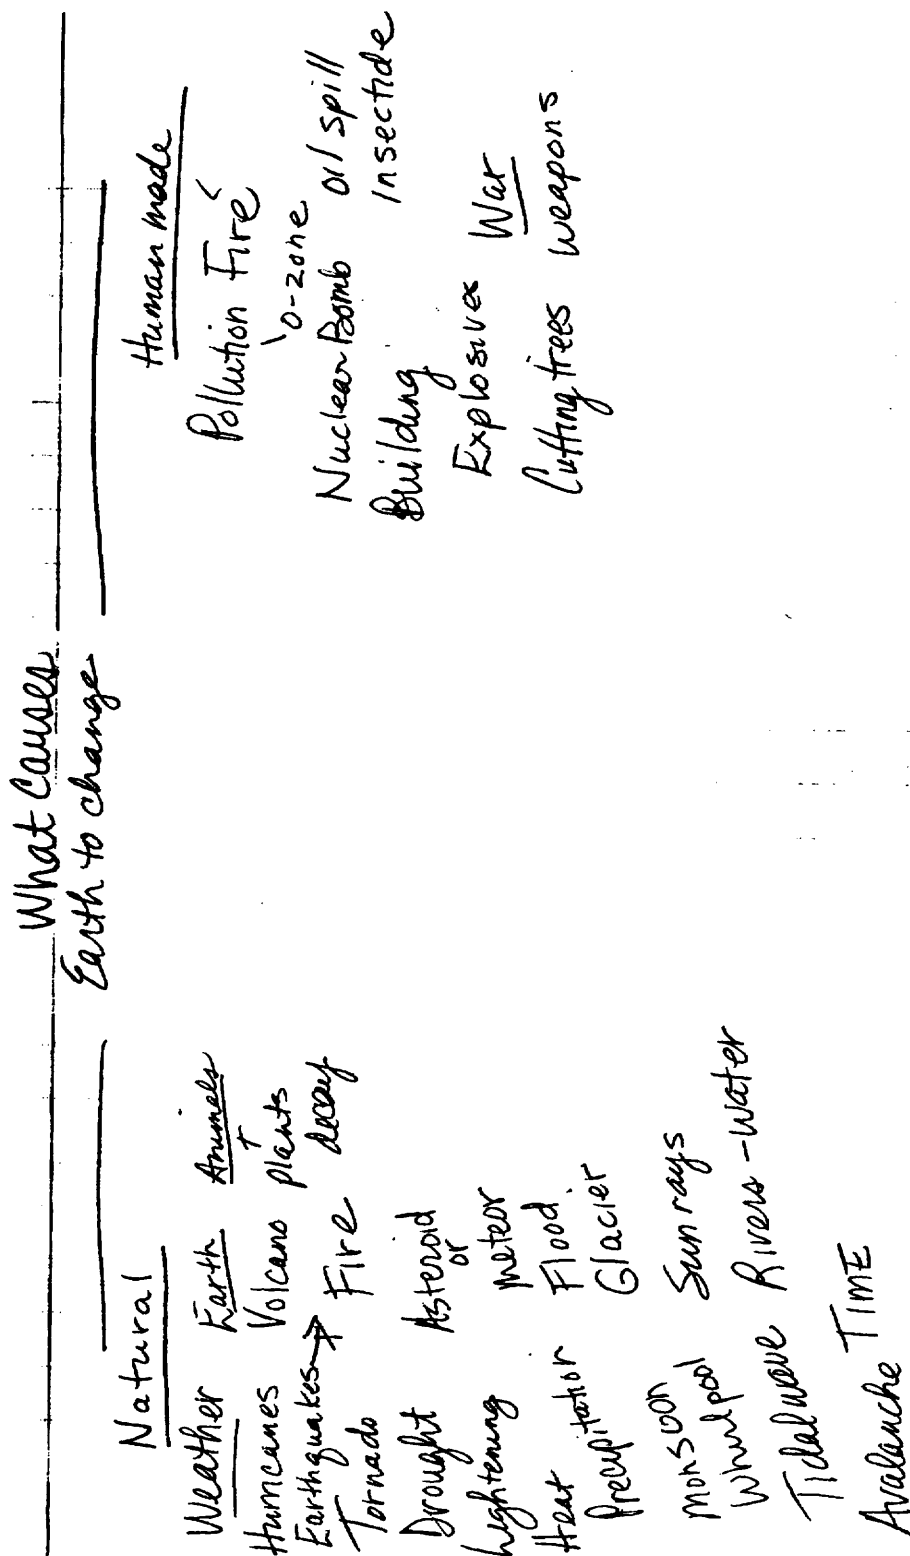 What Causes
Earth to change
Natural
Weather Earth Animals
Hurricanes Volcano + plants
Earthquakes → Fire decay
Tornado
Drought Asteroid or
Lightening meteor
Heat Flood
Precipitation Glacier
monsoon Sun rays
Whirlpool
Tidalwave Rivers - water
Avalanche TIME
Human made
Pollution Fire
O-zone
Nuclear Bomb oil spill
Building Insectide
Explosives War
Cutting trees weapons